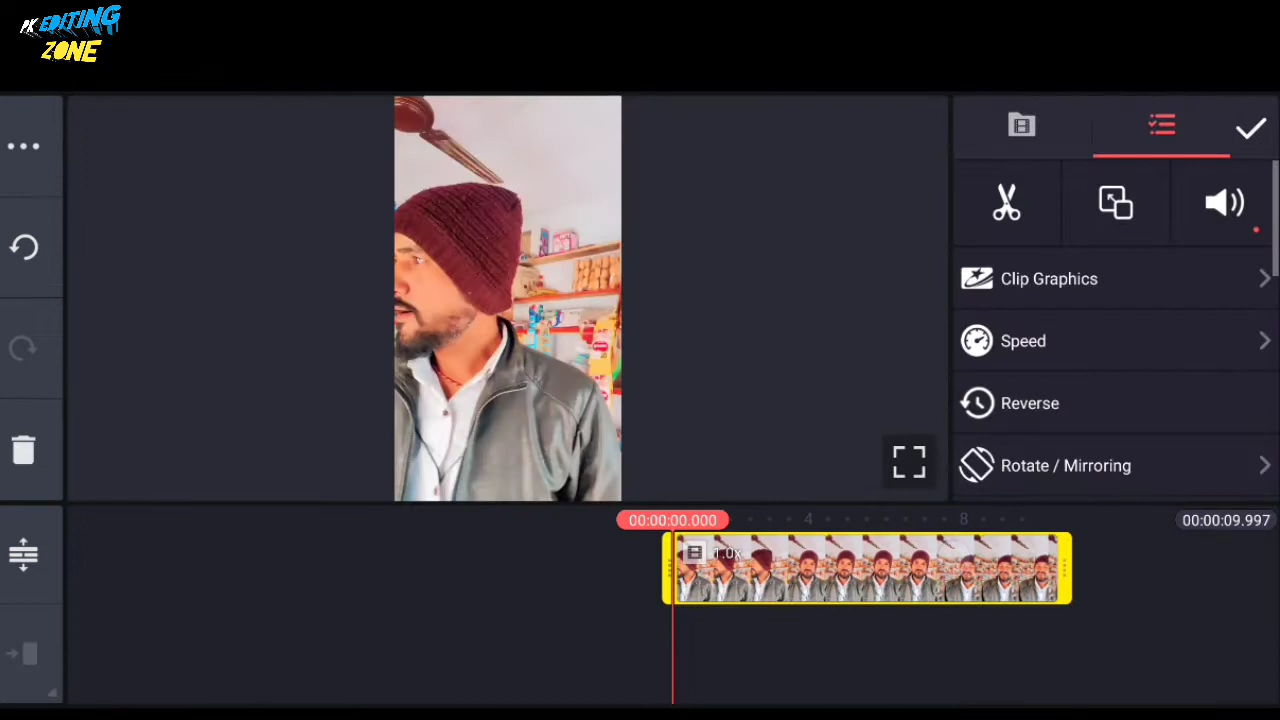 PK EDITING
ZONE
Clip Graphics
Speed
Reverse
Rotate / Mirroring
00:00:00.000
4
8
00:00:09.997
1.0x